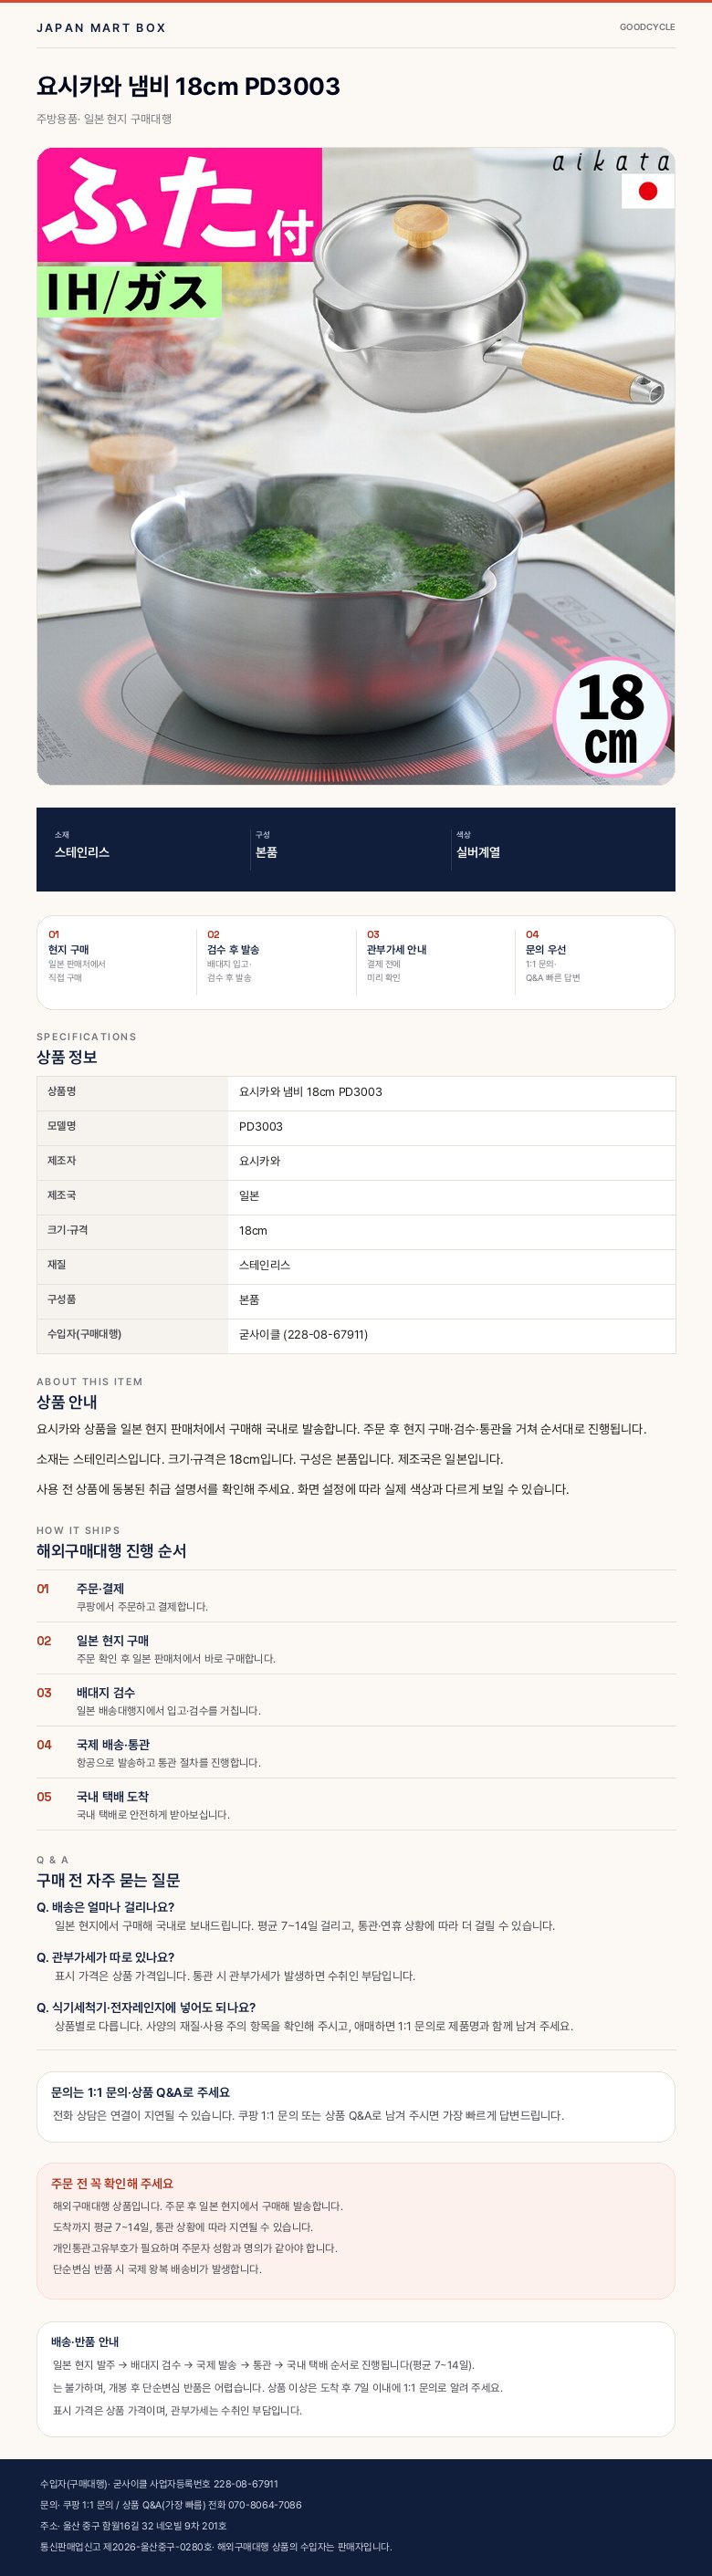 JAPAN MART BOX
GOODCYCLE
요시카와 냄비 18cm PD3003
주방용품· 일본 현지 구매대행
aikata
ふた付
IH/ガス
18
cm
소재
스테인리스
구성
본품
색상
실버계열
01
현지 구매
일본 판매처에서
직접 구매
02
검수 후 발송
배대지 입고·
검수 후 발송
03
관부가세 안내
결제 전에
미리 확인
04
문의 우선
1:1 문의·
Q&A 빠른 답변
SPECIFICATIONS
상품 정보
상품명 요시카와 냄비 18cm PD3003
모델명 PD3003
제조자 요시카와
제조국 일본
크기·규격 18cm
재질 스테인리스
구성품 본품
수입자(구매대행) 굳사이클 (228-08-67911)
ABOUT THIS ITEM
상품 안내
요시카와 상품을 일본 현지 판매처에서 구매해 국내로 발송합니다. 주문 후 현지 구매·검수·통관을 거쳐 순서대로 진행됩니다.
소재는 스테인리스입니다. 크기·규격은 18cm입니다. 구성은 본품입니다. 제조국은 일본입니다.
사용 전 상품에 동봉된 취급 설명서를 확인해 주세요. 화면 설정에 따라 실제 색상과 다르게 보일 수 있습니다.
HOW IT SHIPS
해외구매대행 진행 순서
01 주문·결제
쿠팡에서 주문하고 결제합니다.
02 일본 현지 구매
주문 확인 후 일본 판매처에서 바로 구매합니다.
03 배대지 검수
일본 배송대행지에서 입고·검수를 거칩니다.
04 국제 배송·통관
항공으로 발송하고 통관 절차를 진행합니다.
05 국내 택배 도착
국내 택배로 안전하게 받아보십니다.
Q & A
구매 전 자주 묻는 질문
Q. 배송은 얼마나 걸리나요?
일본 현지에서 구매해 국내로 보내드립니다. 평균 7~14일 걸리고, 통관·연휴 상황에 따라 더 걸릴 수 있습니다.
Q. 관부가세가 따로 있나요?
표시 가격은 상품 가격입니다. 통관 시 관부가세가 발생하면 수취인 부담입니다.
Q. 식기세척기·전자레인지에 넣어도 되나요?
상품별로 다릅니다. 사양의 재질·사용 주의 항목을 확인해 주시고, 애매하면 1:1 문의로 제품명과 함께 남겨 주세요.
문의는 1:1 문의·상품 Q&A로 주세요
전화 상담은 연결이 지연될 수 있습니다. 쿠팡 1:1 문의 또는 상품 Q&A로 남겨 주시면 가장 빠르게 답변드립니다.
주문 전 꼭 확인해 주세요
해외구매대행 상품입니다. 주문 후 일본 현지에서 구매해 발송합니다.
도착까지 평균 7~14일, 통관 상황에 따라 지연될 수 있습니다.
개인통관고유부호가 필요하며 주문자 성함과 명의가 같아야 합니다.
단순변심 반품 시 국제 왕복 배송비가 발생합니다.
배송·반품 안내
일본 현지 발주 → 배대지 검수 → 국제 발송 → 통관 → 국내 택배 순서로 진행됩니다(평균 7~14일).
는 불가하며, 개봉 후 단순변심 반품은 어렵습니다. 상품 이상은 도착 후 7일 이내에 1:1 문의로 알려 주세요.
표시 가격은 상품 가격이며, 관부가세는 수취인 부담입니다.
수입자(구매대행)· 굳사이클 사업자등록번호 228-08-67911
문의· 쿠팡 1:1 문의 / 상품 Q&A(가장 빠름) 전화 070-8064-7086
주소· 울산 중구 함월16길 32 네오빌 9차 201호
통신판매업신고 제2026-울산중구-0280호· 해외구매대행 상품의 수입자는 판매자입니다.